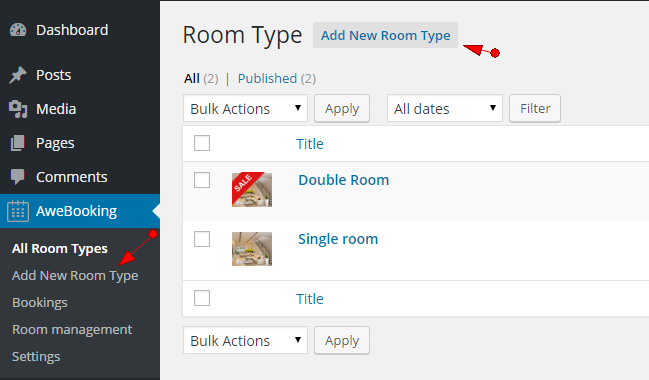 Dashboard
Posts
Media
Pages
Comments
AweBooking
All Room Types
Add New Room Type
Bookings
Room management
Settings
Room Type Add New Room Type
All (2) | Published (2)
Bulk Actions Apply All dates Filter
Title
SALE Double Room
Single room
Title
Bulk Actions Apply